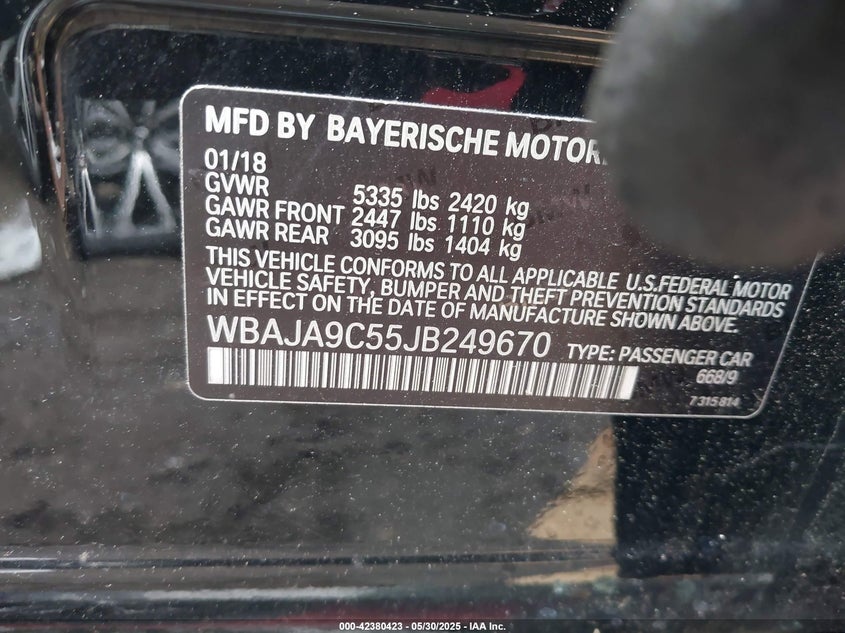 MFD BY BAYERISCHE
01/18
GVWR 5335 lbs 2420 kg
GAWR FRONT 2447 lbs 1110 kg
GAWR REAR 3095 lbs 1404 kg
THIS VEHICLE CONFORMS TO ALL APPLICABLE U.S.FEDERAL MOTOR
VEHICLE SAFETY, BUMPER AND THEFT PREVENTION STANDARDS
IN EFFECT ON THE DATE OF MANUFACTURE SHOWN ABOVE.
WBAJA9C55JB249670 TYPE: PASSENGER CAR
668/9
7 315 814
000-42380423 — 05/30/2025 — IAA Inc.